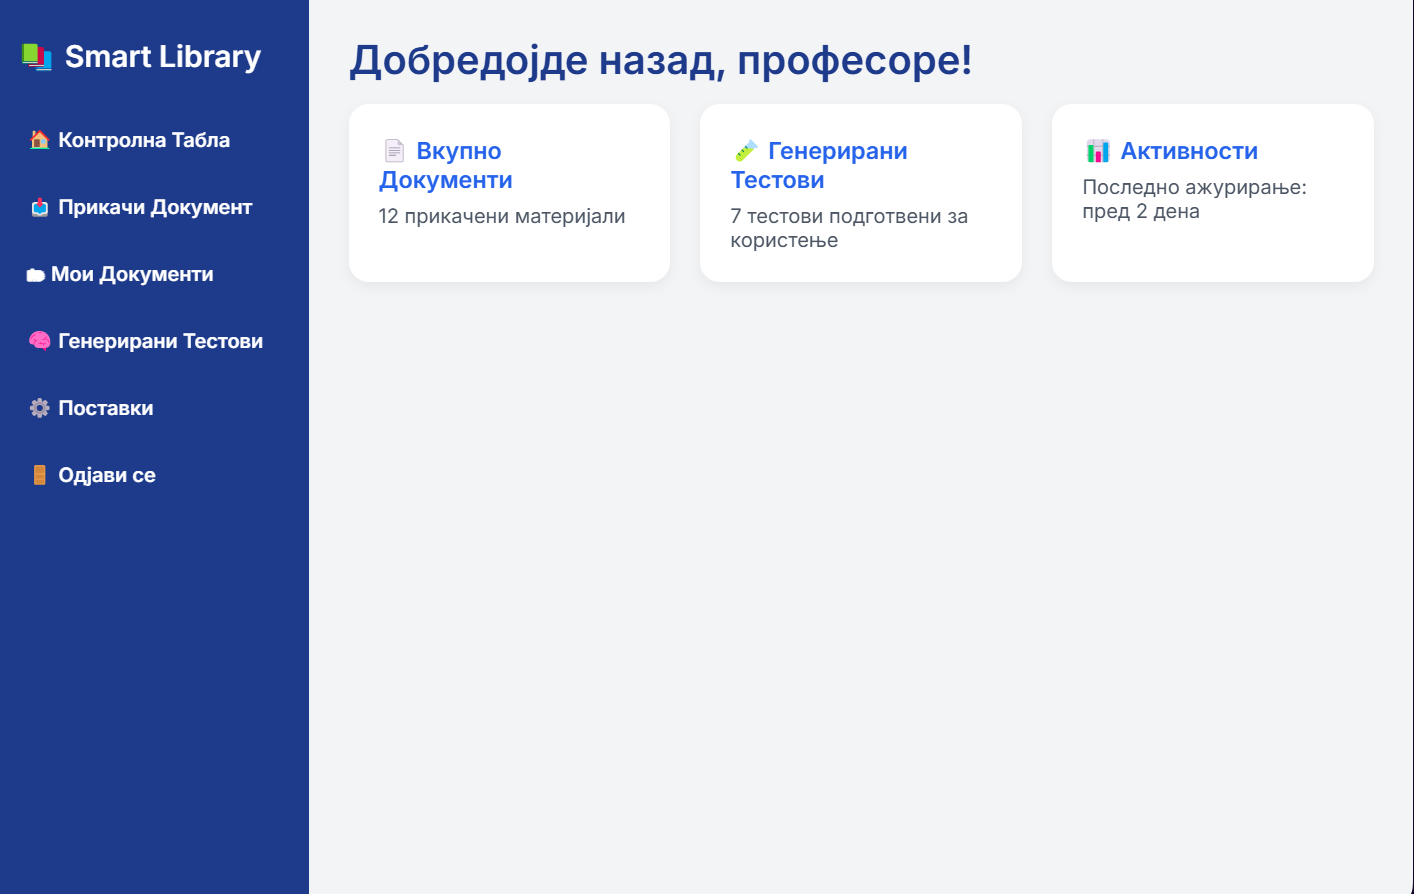 Smart Library
Контролна Табла
Прикачи Документ
Мои Документи
Генерирани Тестови
Поставки
Одјави се
Добредојде назад, професоре!
Вкупно
Документи
12 прикачени материјали
Генерирани
Тестови
7 тестови подготвени за
користење
Активности
Последно ажурирање:
пред 2 дена